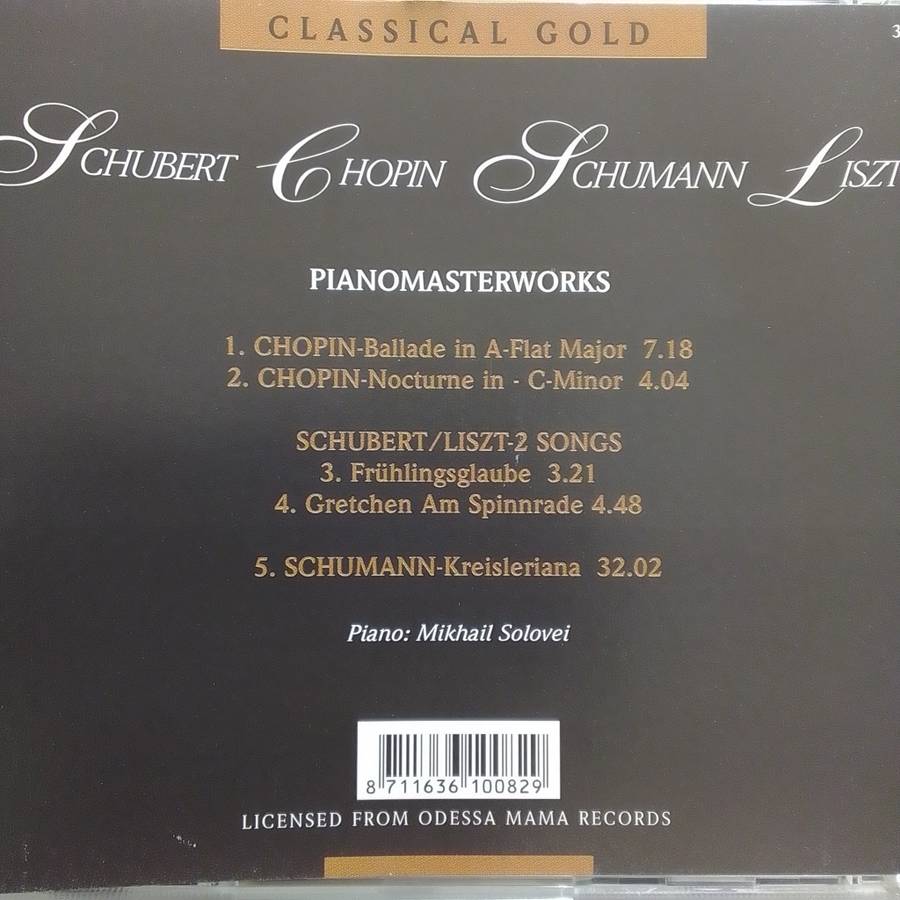 CLASSICAL GOLD
3
SCHUBERT CHOPIN SCHUMANN LISZT
PIANOMASTERWORKS
1. CHOPIN-Ballade in A-Flat Major 7.18
2. CHOPIN-Nocturne in - C-Minor 4.04
SCHUBERT/LISZT-2 SONGS
3. Frühlingsglaube 3.21
4. Gretchen Am Spinnrade 4.48
5. SCHUMANN-Kreisleriana 32.02
Piano: Mikhail Solovei
8 711636 100829
LICENSED FROM ODESSA MAMA RECORDS